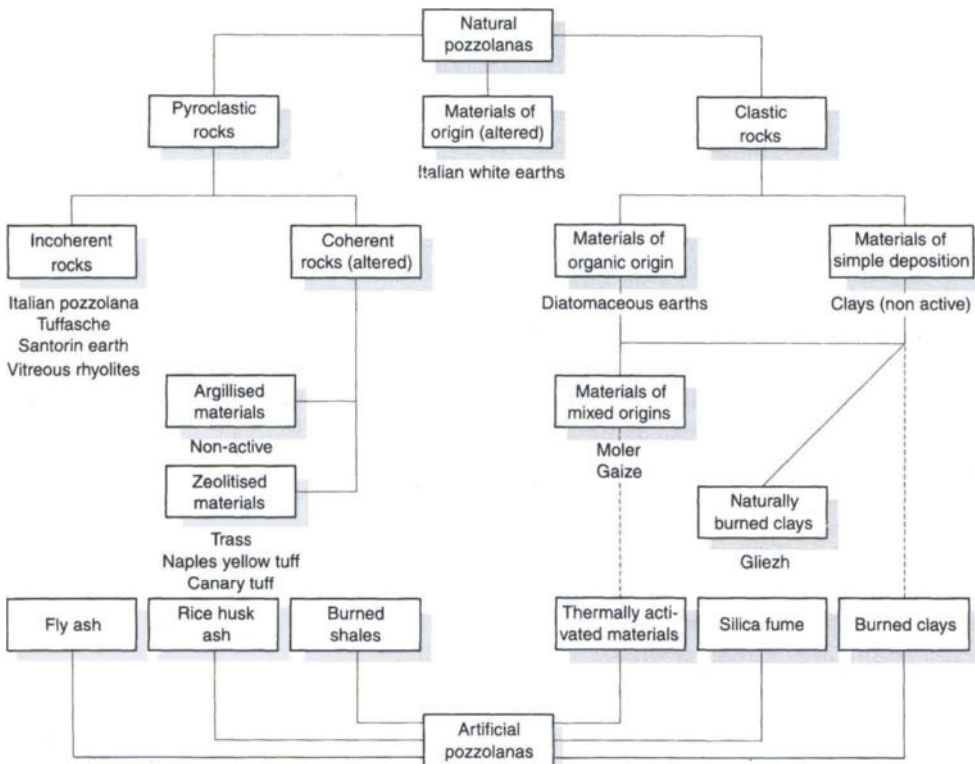 Natural
pozzolanas
Pyroclastic
rocks
Materials of
origin (altered)
Italian white earths
Clastic
rocks
Incoherent
rocks
Italian pozzolana
Tuffasche
Santorin earth
Vitreous rhyolites
Coherent
rocks (altered)
Materials of
organic origin
Diatomaceous earths
Materials of
simple deposition
Clays (non active)
Argillised
materials
Non-active
Zeolitised
materials
Trass
Naples yellow tuff
Canary tuff
Materials of
mixed origins
Moler
Gaize
Naturally
burned clays
Gliezh
Fly ash
Rice husk
ash
Burned
shales
Thermally acti-
vated materials
Silica fume
Burned clays
Artificial
pozzolanas